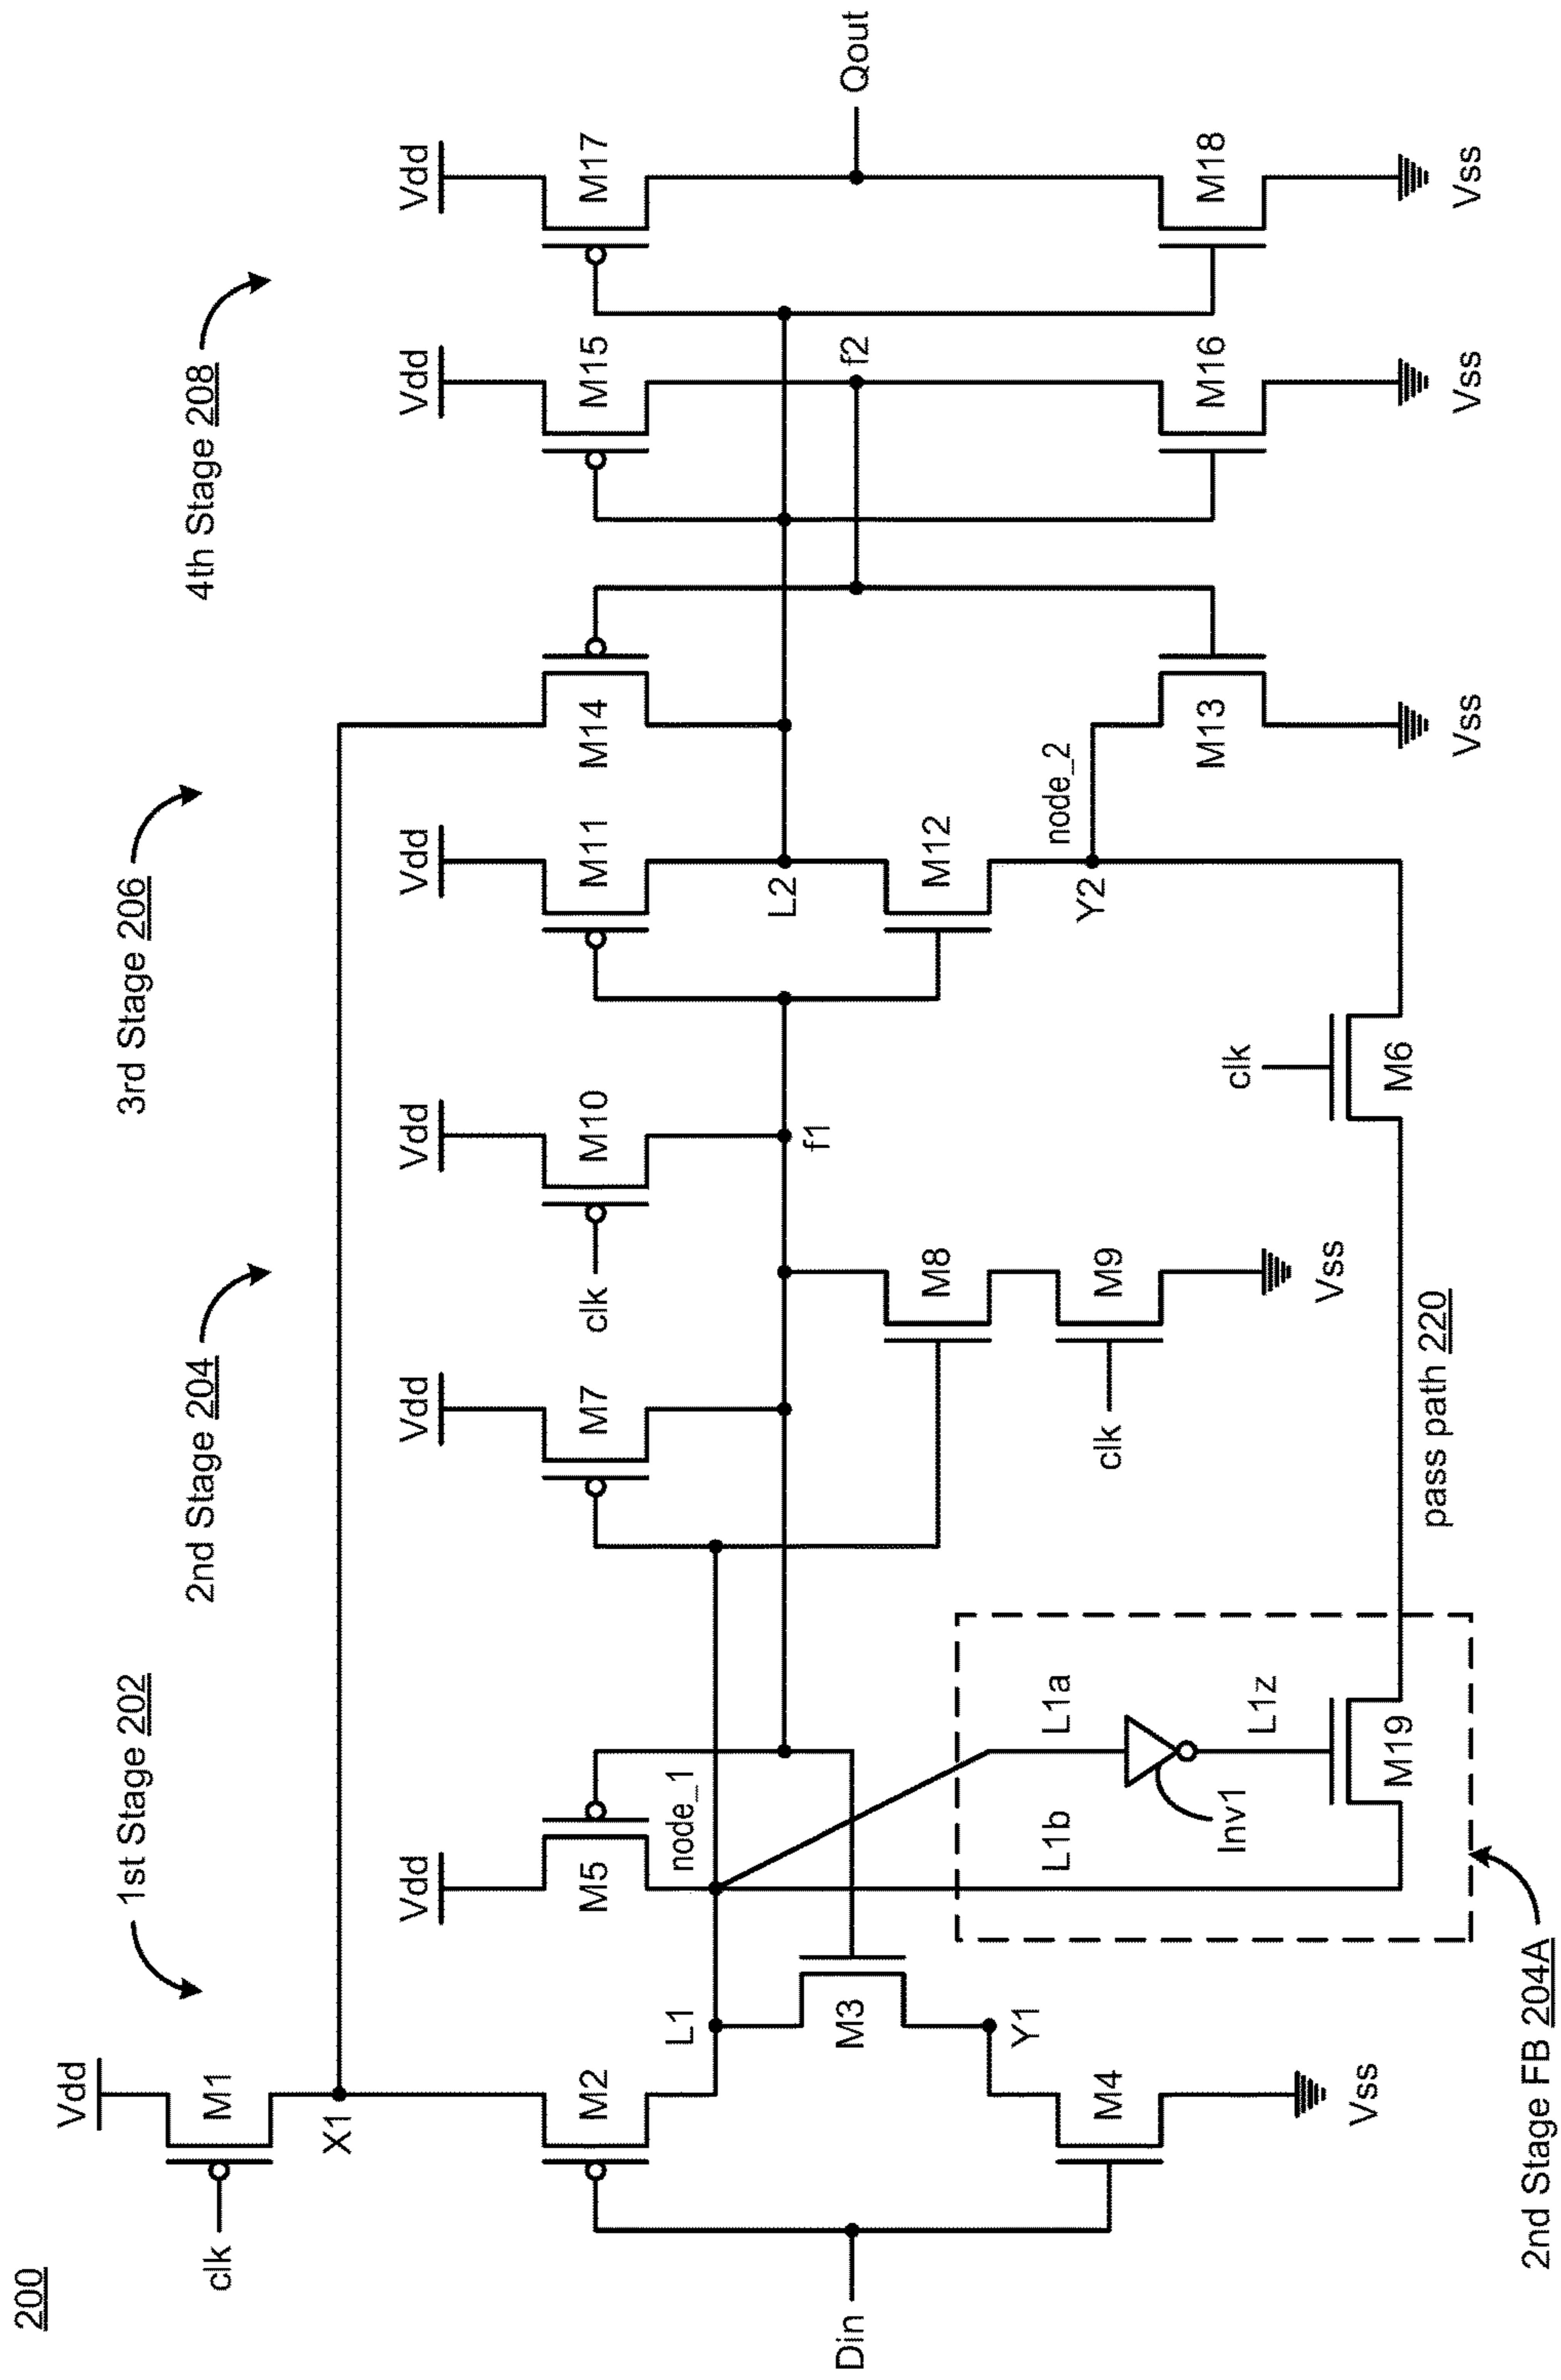 200
1st Stage 202
2nd Stage 204
3rd Stage 206
4th Stage 208
Vdd
clk
M1
X1
Vdd
Vdd
Vdd
Vdd
Vdd
Vdd
M2
M5
M7
clk
M10
M11
M14
M15
M17
L1
node_1
f1
L2
f2
Qout
Din
M3
Y1
M4
Vss
L1b
L1a
Inv1
L1z
M19
M8
clk
M9
Vss
M12
Y2
node_2
clk
M6
M13
Vss
M16
Vss
M18
Vss
pass path 220
2nd Stage FB 204A